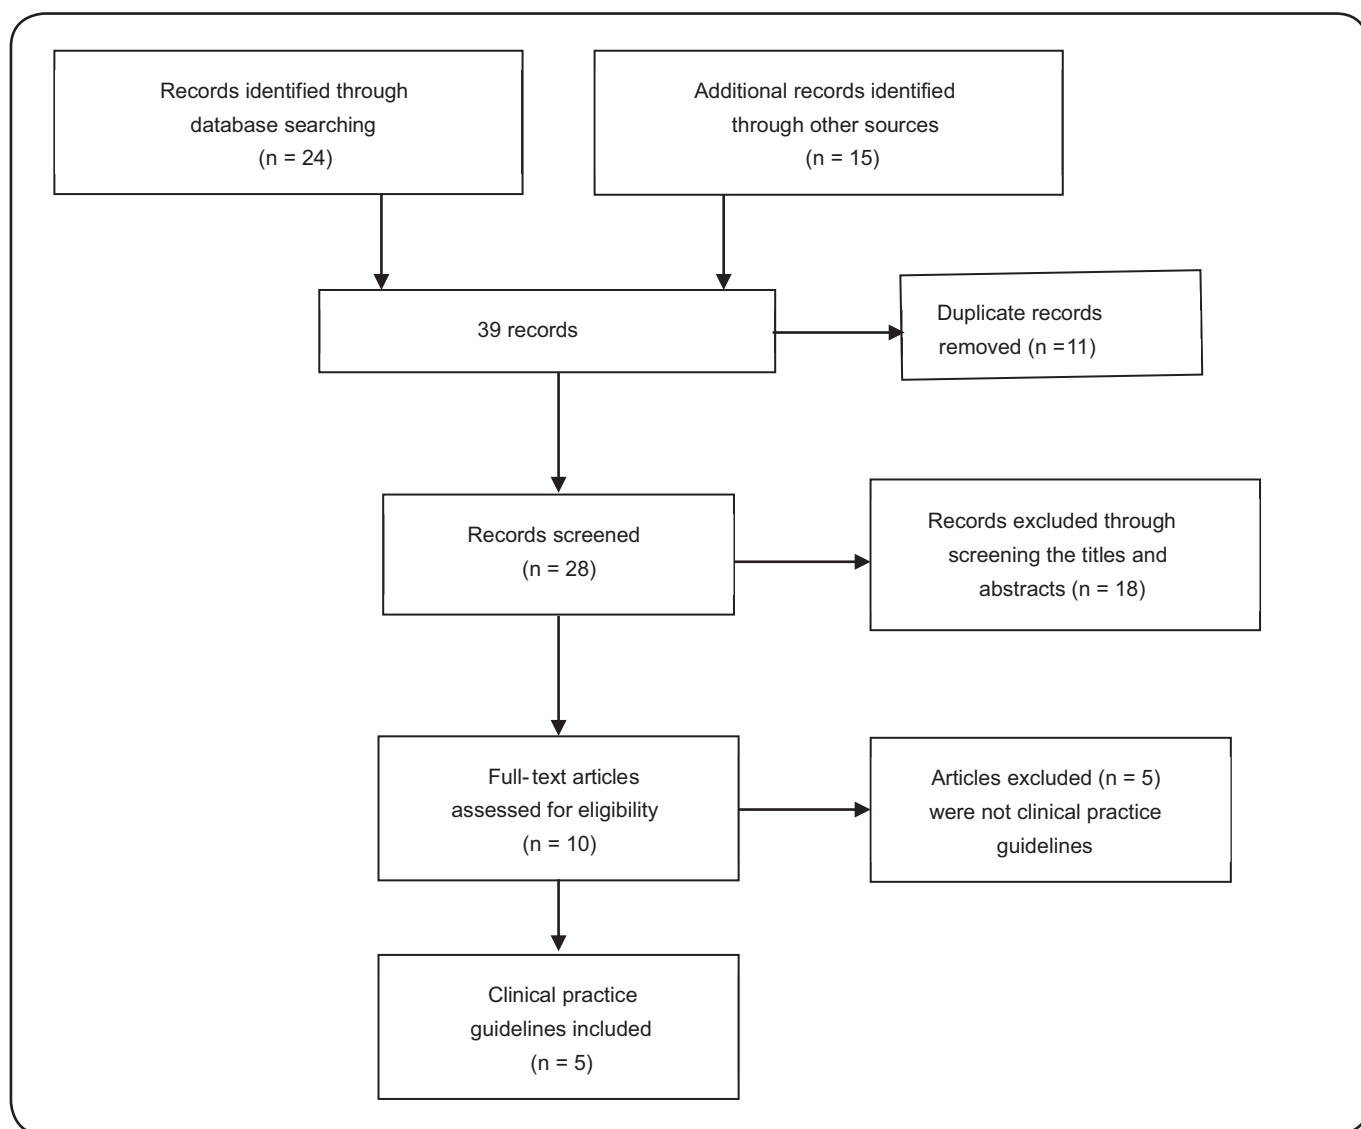 Records identified through
database searching
(n = 24)
Additional records identified
through other sources
(n = 15)
39 records
Duplicate records
removed (n =11)
Records screened
(n = 28)
Records excluded through
screening the titles and
abstracts (n = 18)
Full-text articles
assessed for eligibility
(n = 10)
Articles excluded (n = 5)
were not clinical practice
guidelines
Clinical practice
guidelines included
(n = 5)